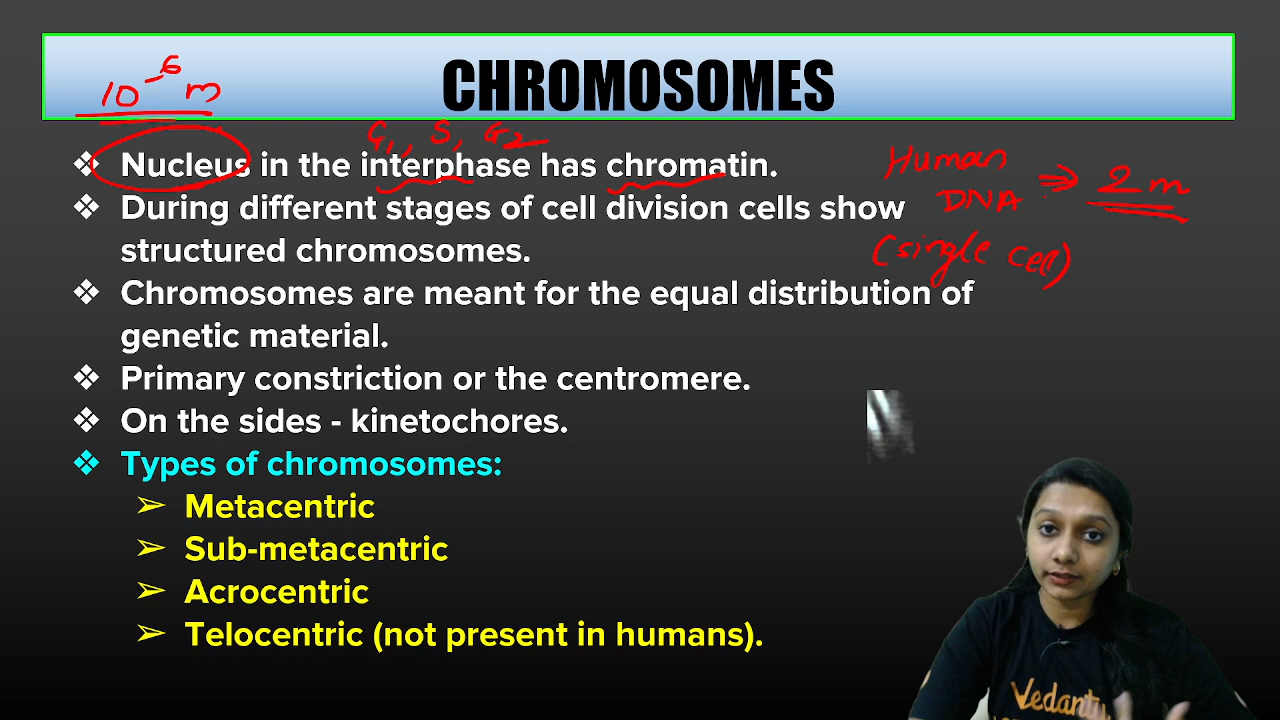 10⁻⁶ m
CHROMOSOMES
G₁, S, G2
❖ Nucleus in the interphase has chromatin.
Human
DNA ⇒ 2 m
(single cell)
❖ During different stages of cell division cells show
structured chromosomes.
❖ Chromosomes are meant for the equal distribution of
genetic material.
❖ Primary constriction or the centromere.
❖ On the sides - kinetochores.
❖ Types of chromosomes:
➢ Metacentric
➢ Sub-metacentric
➢ Acrocentric
➢ Telocentric (not present in humans).
Vedantu